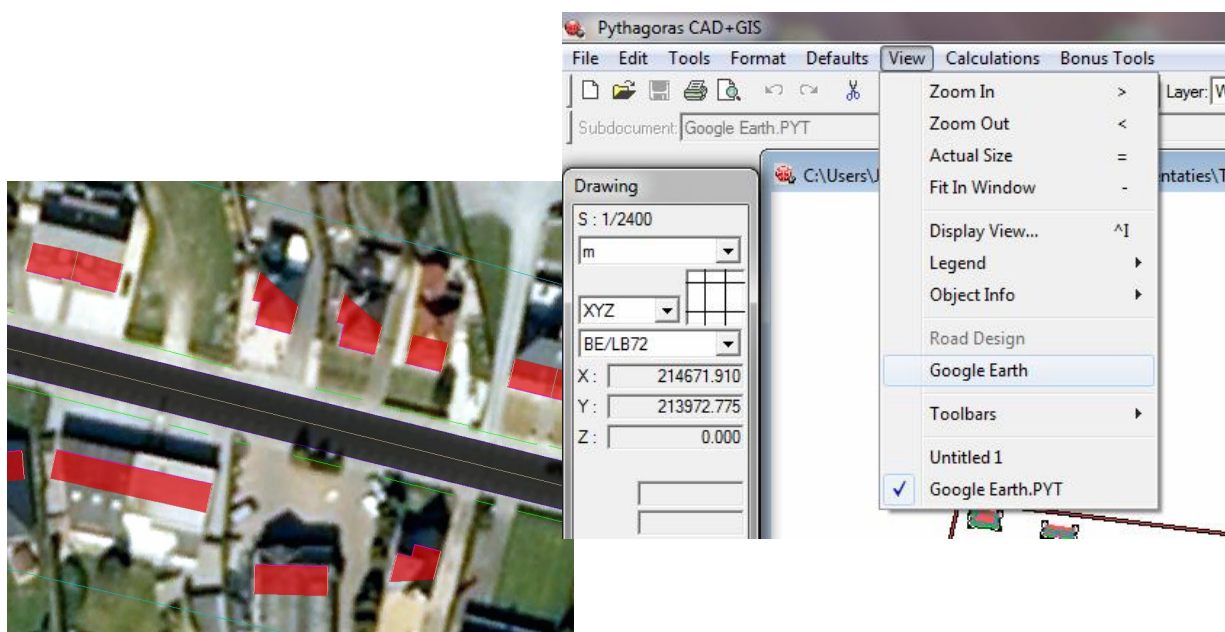 Pythagoras CAD+GIS
File Edit Tools Format Defaults View Calculations Bonus Tools
Layer: W
Subdocument: Google Earth.PYT
C:\Users\J
entaties\T
Drawing
S : 1/2400
m
XYZ
BE/LB72
X : 214671.910
Y : 213972.775
Z : 0.000
Zoom In >
Zoom Out <
Actual Size =
Fit In Window -
Display View... ^I
Legend
Object Info
Road Design
Google Earth
Toolbars
Untitled 1
Google Earth.PYT